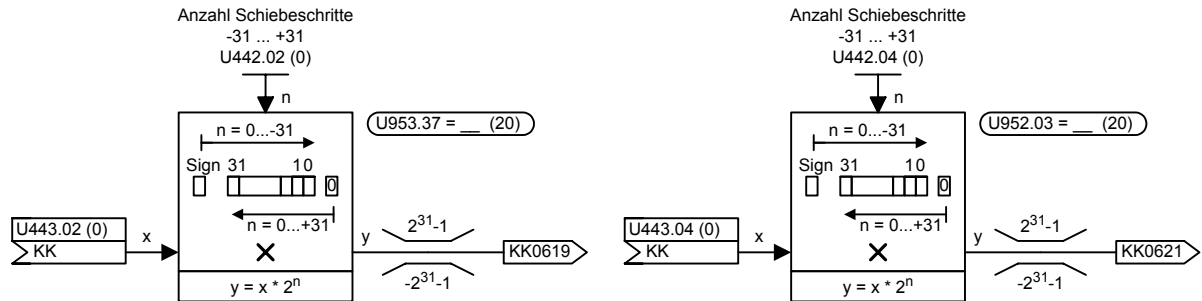 Anzahl Schiebeschritte
-31 ... +31
U442.02 (0)
n
U953.37 = __ (20)
n = 0...-31
Sign 31 10
0
n = 0...+31
U443.02 (0)
KK
x
y
2^31-1
-2^31-1
KK0619
y = x * 2^n
Anzahl Schiebeschritte
-31 ... +31
U442.04 (0)
n
U952.03 = __ (20)
n = 0...-31
Sign 31 10
0
n = 0...+31
U443.04 (0)
KK
x
y
2^31-1
-2^31-1
KK0621
y = x * 2^n